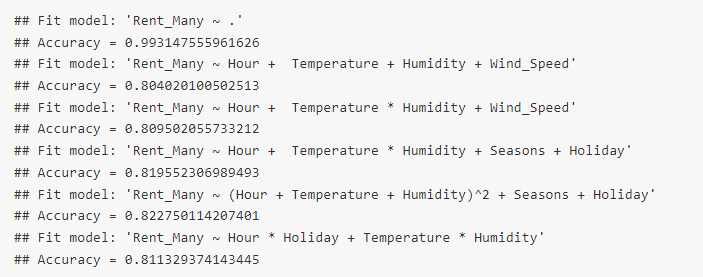 ## Fit model: 'Rent_Many ~ .'
## Accuracy = 0.993147555961626
## Fit model: 'Rent_Many ~ Hour +  Temperature + Humidity + Wind_Speed'
## Accuracy = 0.804020100502513
## Fit model: 'Rent_Many ~ Hour +  Temperature * Humidity + Wind_Speed'
## Accuracy = 0.809502055733212
## Fit model: 'Rent_Many ~ Hour +  Temperature * Humidity + Seasons + Holiday'
## Accuracy = 0.819552306989493
## Fit model: 'Rent_Many ~ (Hour + Temperature + Humidity)^2 + Seasons + Holiday'
## Accuracy = 0.822750114207401
## Fit model: 'Rent_Many ~ Hour * Holiday + Temperature * Humidity'
## Accuracy = 0.811329374143445